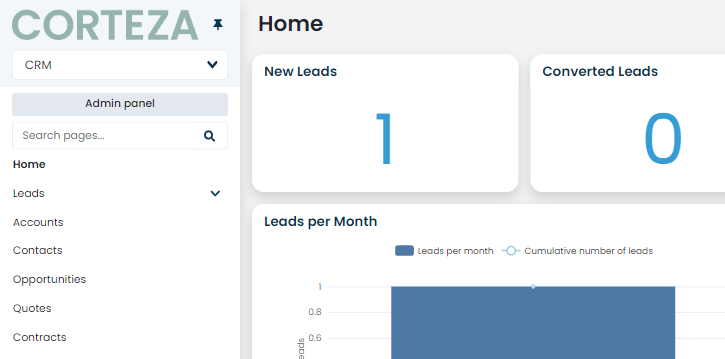 CORTEZA
CRM
Admin panel
Search pages...
Home
Leads
Accounts
Contacts
Opportunities
Quotes
Contracts
Home
New Leads
1
Converted Leads
0
Leads per Month
Leads per month
Cumulative number of leads
1
0.8
0.6
eads